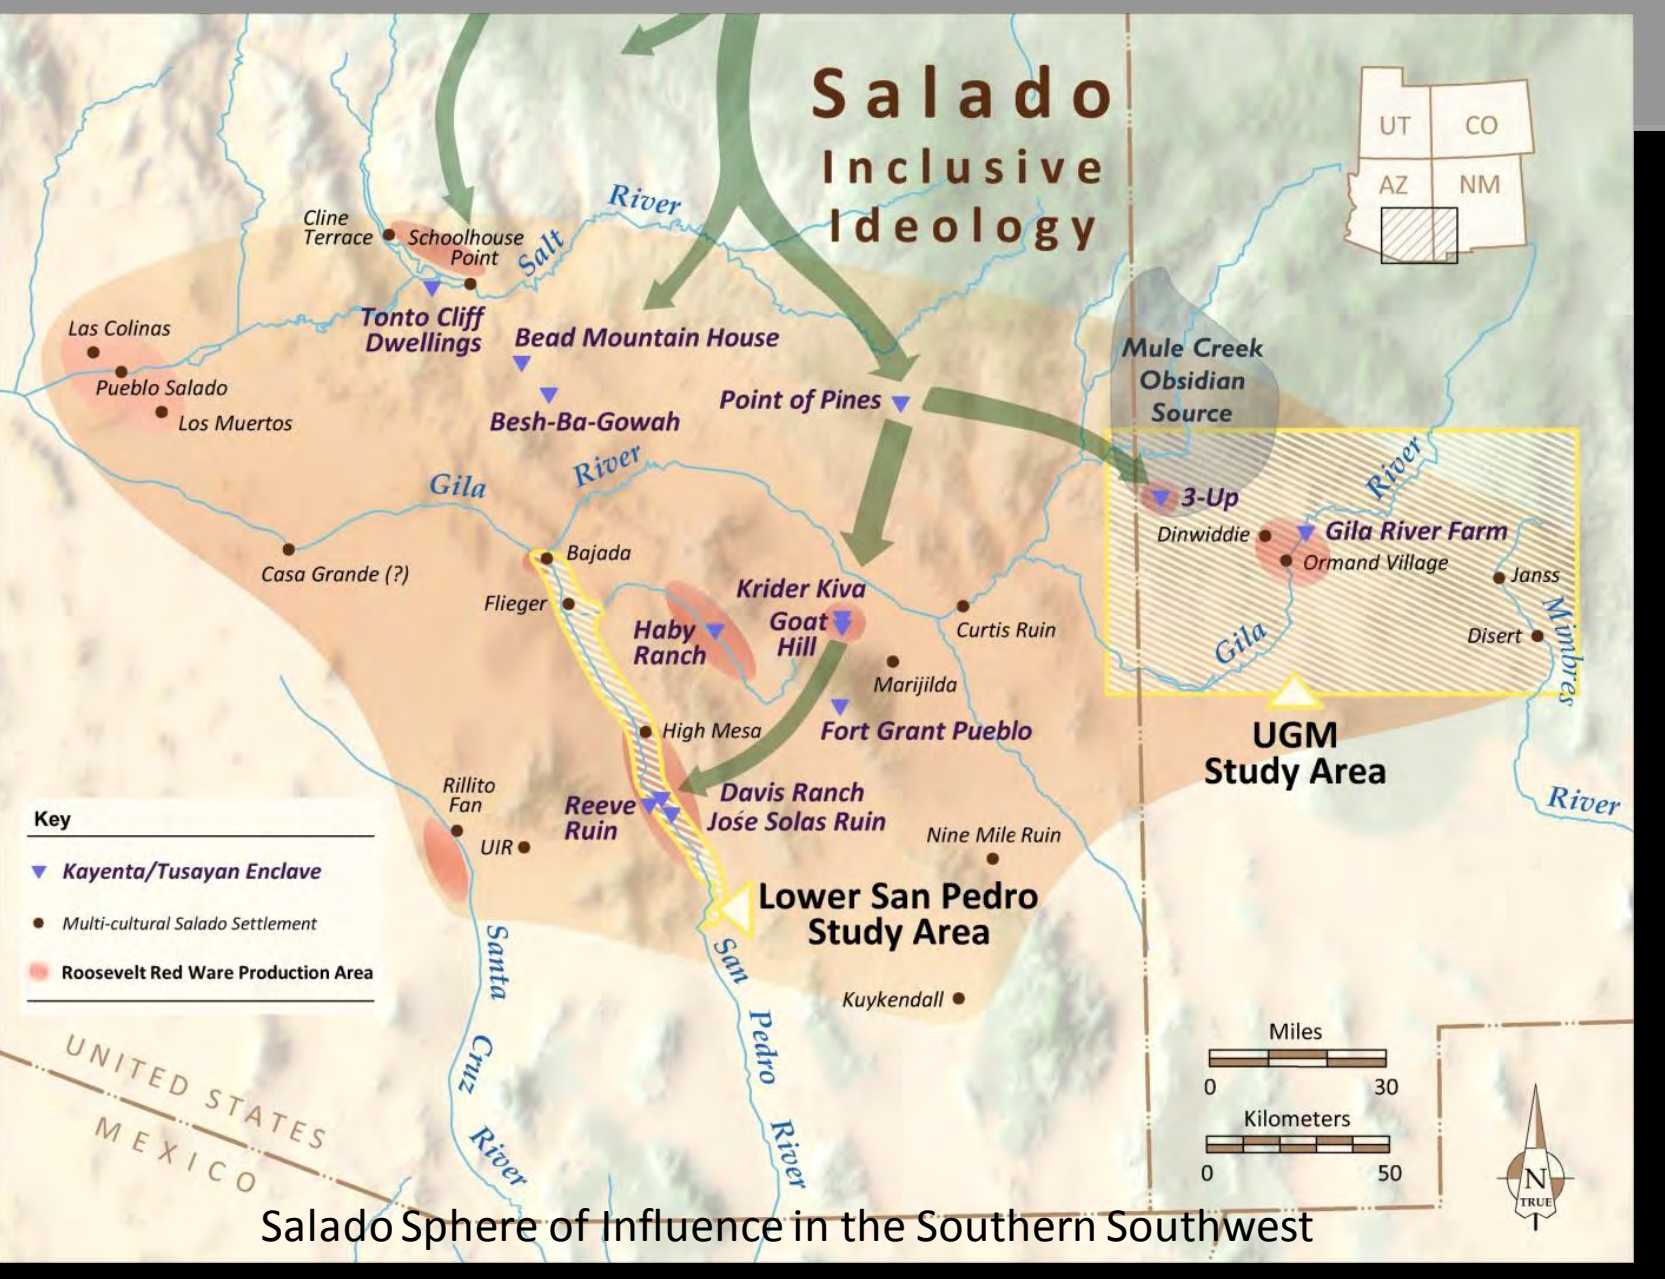 Salado
Inclusive
Ideology
UT
CO
AZ
NM
River
Salt
Cline
Terrace
Schoolhouse
Point
Tonto Cliff
Dwellings
Las Colinas
Pueblo Salado
Los Muertos
Bead Mountain House
Besh-Ba-Gowah
Point of Pines
Mule Creek
Obsidian
Source
Gila
River
River
3-Up
Dinwiddie
Gila River Farm
Ormand Village
Janss
Disert
Mimbres
Gila
Casa Grande (?)
Bajada
Flieger
Krider Kiva
Goat
Hill
Haby
Ranch
Curtis Ruin
Marijilda
High Mesa
Fort Grant Pueblo
UGM
Study Area
River
Rillito
Fan
UIR
Reeve
Ruin
Davis Ranch
José Solas Ruin
Nine Mile Ruin
Lower San Pedro
Study Area
Key
Kayenta/Tusayan Enclave
Multi-cultural Salado Settlement
Roosevelt Red Ware Production Area
Santa
Cruz
River
San
Pedro
River
Kuykendall
UNITED STATES
MEXICO
Miles
0 30
Kilometers
0 50
N
TRUE
Salado Sphere of Influence in the Southern Southwest